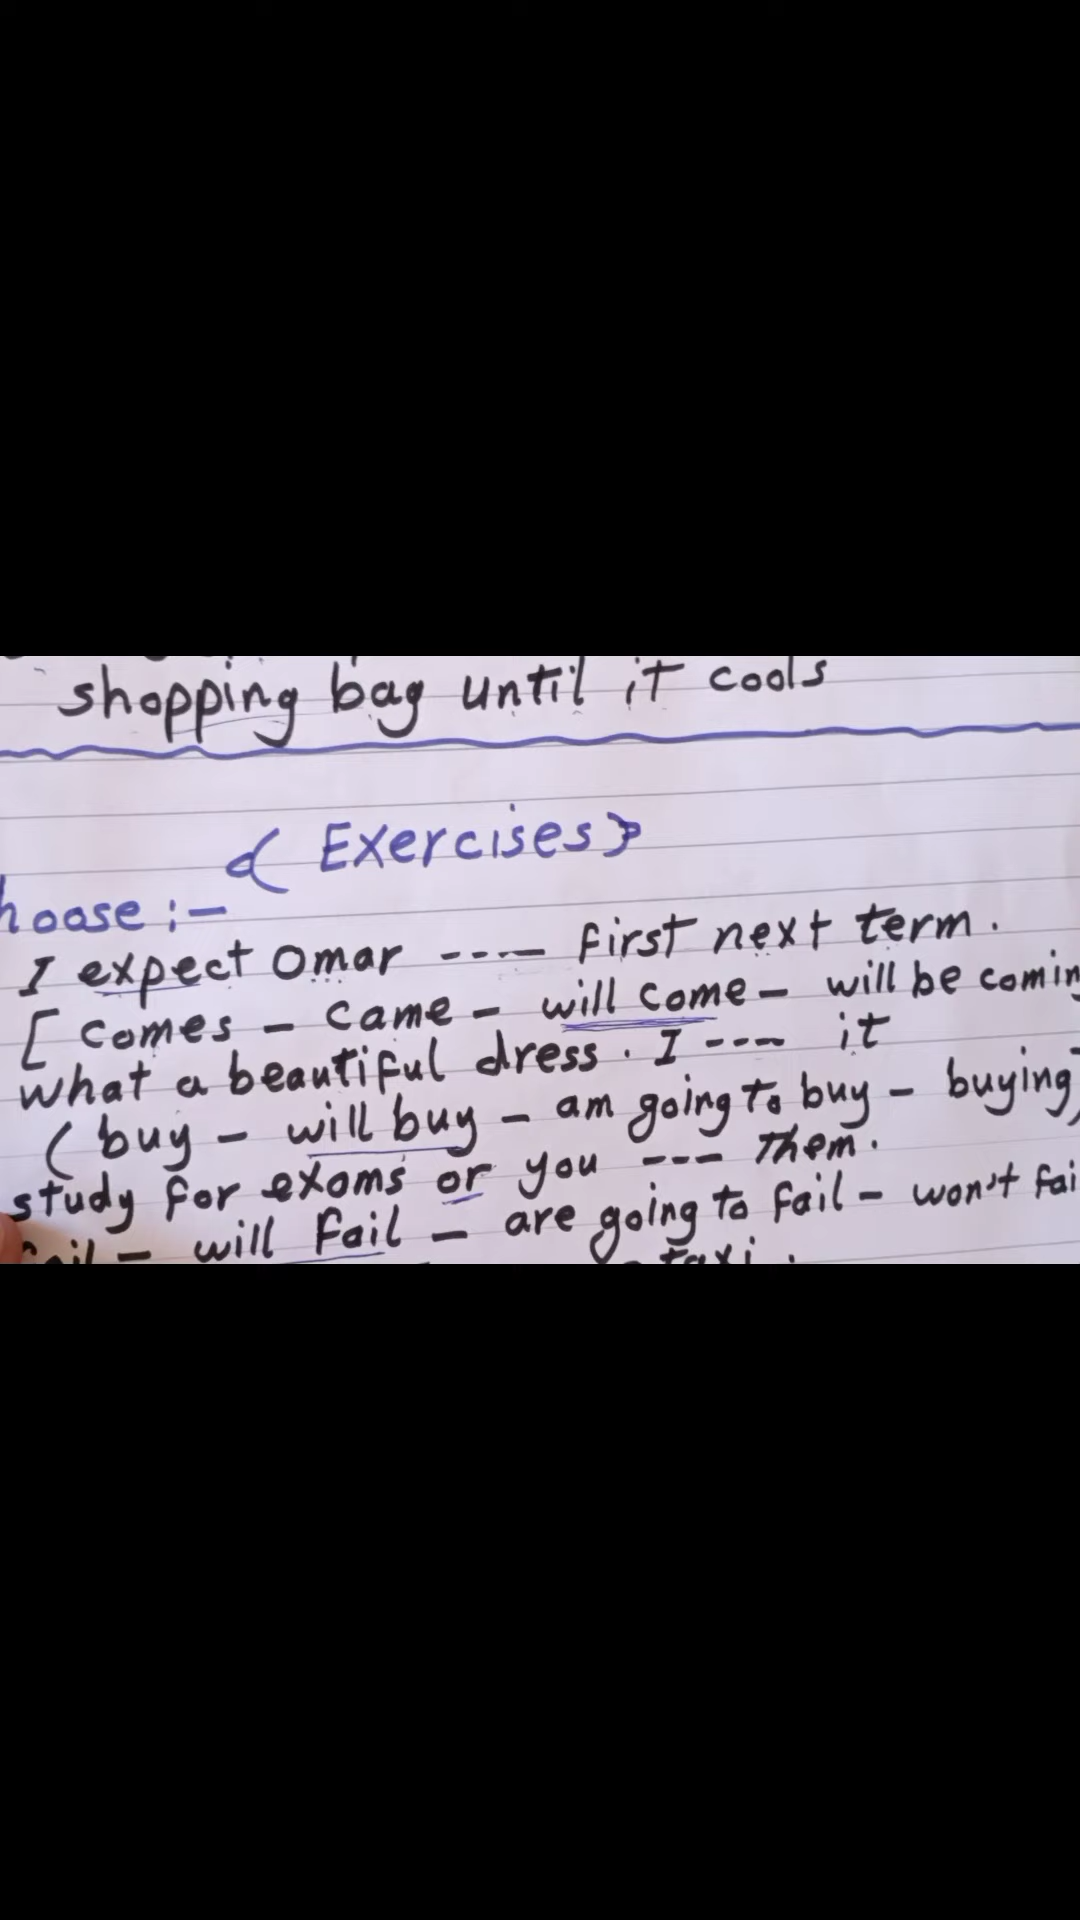 shopping bag until it cools
( Exercises )
hoose :-
I expect Omar ---- first next term.
[ comes - came - will come - will be comin
what a beautiful dress. I ---- it
( buy - will buy - am going to buy - buying)
study for exams or you --- them.
fail - will fail - are going to fail - won't fai
taxi.